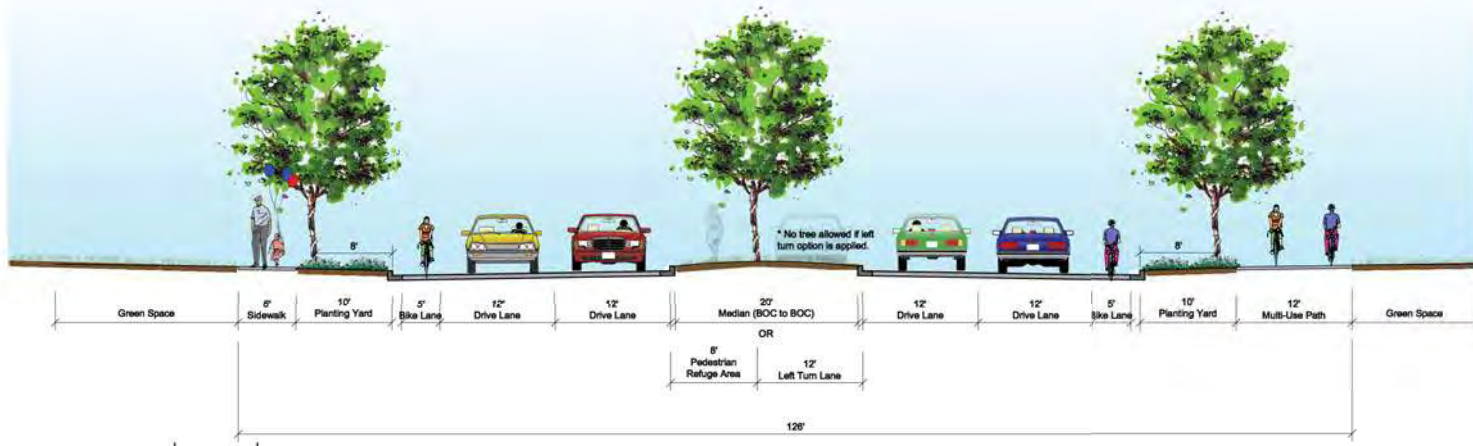 * No tree allowed if left
turn option is applied.
8'
8'
Green Space
6'
Sidewalk
10'
Planting Yard
5'
Bike Lane
12'
Drive Lane
12'
Drive Lane
20'
Median (BOC to BOC)
OR
8'
Pedestrian
Refuge Area
12'
Left Turn Lane
12'
Drive Lane
12'
Drive Lane
5'
Bike Lane
10'
Planting Yard
12'
Multi-Use Path
Green Space
126'